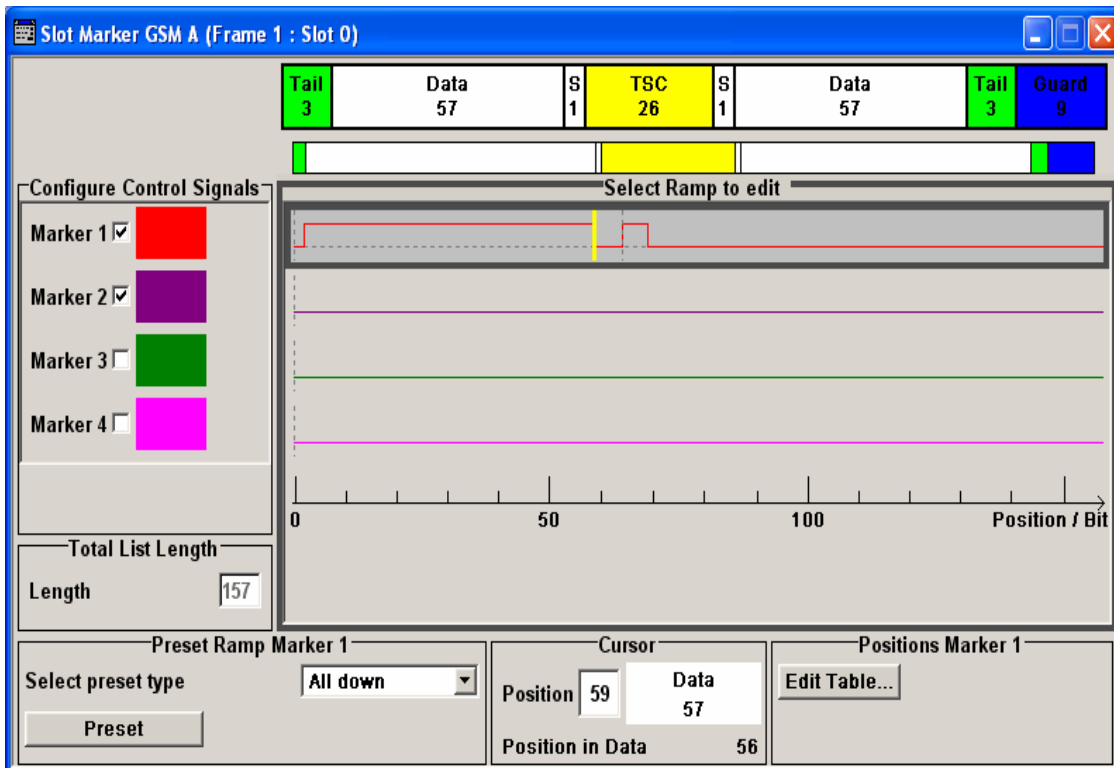 Slot Marker GSM A (Frame 1 : Slot 0)
Tail Data S TSC S Data Tail Guard
3 57 1 26 1 57 3 9
Configure Control Signals
Select Ramp to edit
Marker 1
Marker 2
Marker 3
Marker 4
0 50 100 Position / Bit
Total List Length
Length 157
Preset Ramp Marker 1
Select preset type All down
Preset
Cursor
Position 59 Data
57
Position in Data 56
Positions Marker 1
Edit Table...